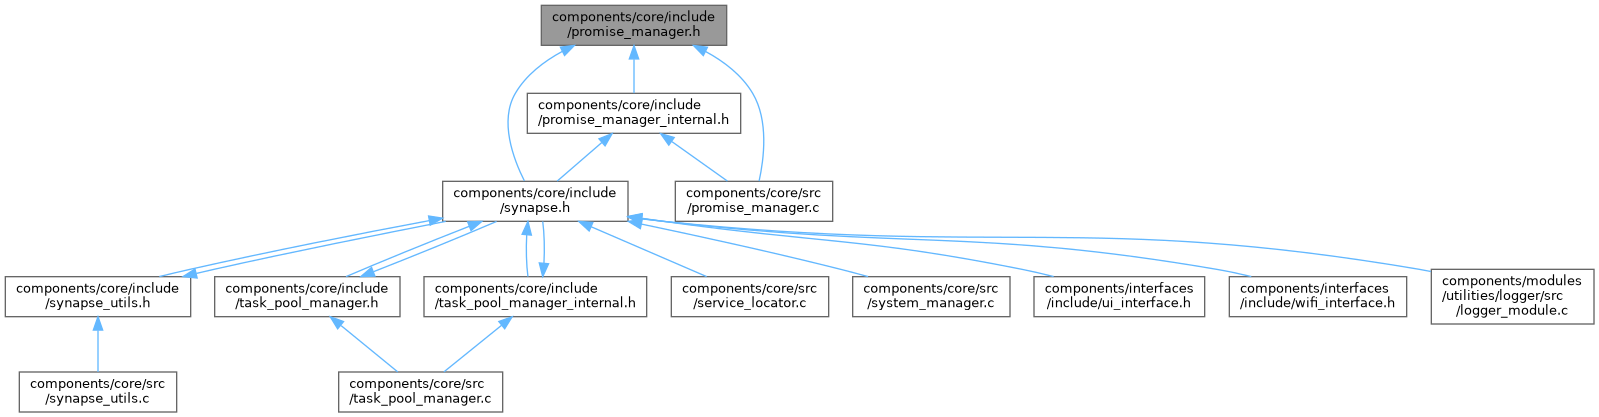 components/core/include
/promise_manager.h
components/core/include
/promise_manager_internal.h
components/core/include
/synapse.h
components/core/src
/promise_manager.c
components/core/include
/synapse_utils.h
components/core/include
/task_pool_manager.h
components/core/include
/task_pool_manager_internal.h
components/core/src
/service_locator.c
components/core/src
/system_manager.c
components/interfaces
/include/ui_interface.h
components/interfaces
/include/wifi_interface.h
components/modules
/utilities/logger/src
/logger_module.c
components/core/src
/synapse_utils.c
components/core/src
/task_pool_manager.c